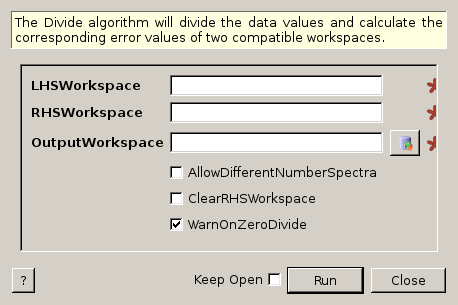 The Divide algorithm will divide the data values and calculate the
corresponding error values of two compatible workspaces.
LHSWorkspace
RHSWorkspace
OutputWorkspace
AllowDifferentNumberSpectra
ClearRHSWorkspace
WarnOnZeroDivide
? Keep Open Run Close